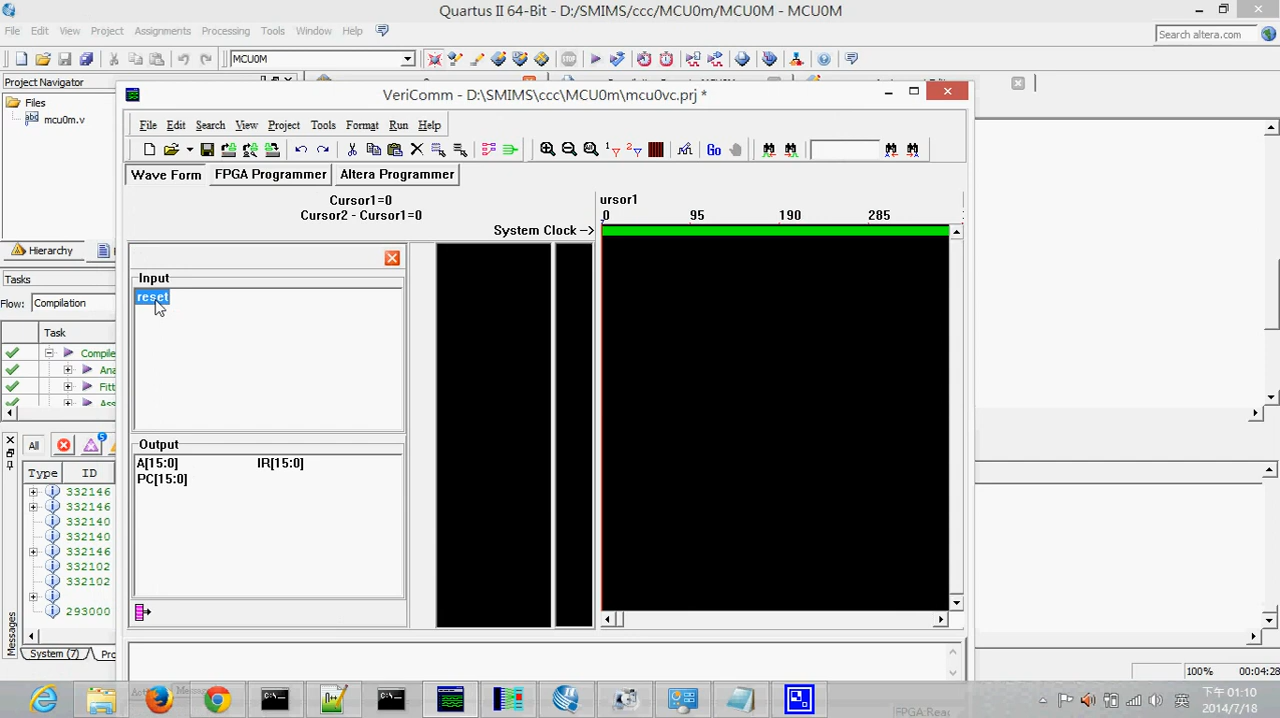 Quartus II 64-Bit - D:/SMIMS/ccc/MCU0m/MCU0M - MCU0M
File Edit View Project Assignments Processing Tools Window Help
Search altera.com
MCU0M
Project Navigator
VeriComm - D:\SMIMS\ccc\MCU0m\mcu0vc.prj *
Files
mcu0m.v
File Edit Search View Project Tools Format Run Help
Go
Wave Form FPGA Programmer Altera Programmer
Cursor1=0
Cursor2 - Cursor1=0
ursor1
0 95 190 285
System Clock -->
Hierarchy
Tasks
Flow: Compilation
Task
Compile
Ana
Fitt
Ass
Input
reset
Output
A[15:0] IR[15:0]
PC[15:0]
All
5
Type ID
332146
332146
332140
332140
332146
332102
332102
293000
Messages
System (7)
100% 00:04:28
英
下午 01:10
2014/7/18